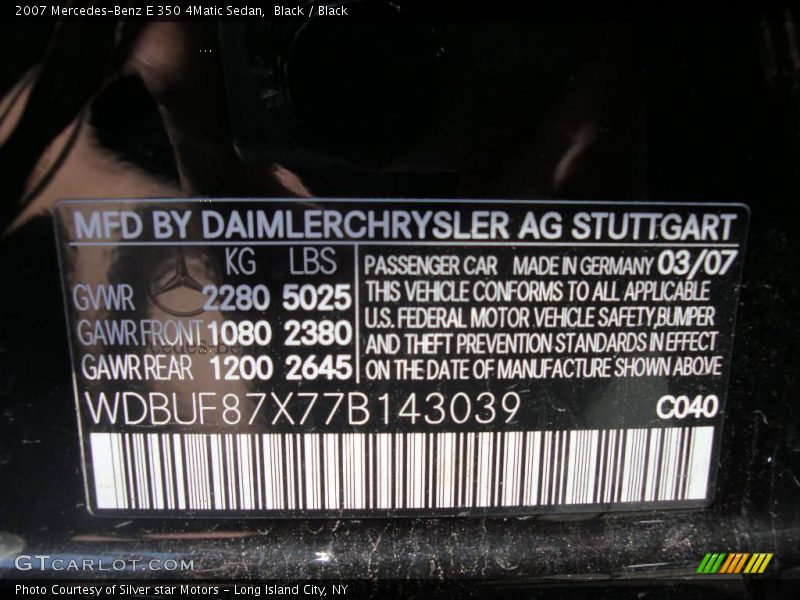 2007 Mercedes-Benz E 350 4Matic Sedan, Black / Black
MFD BY DAIMLERCHRYSLER AG STUTTGART
KG LBS
GVWR 2280 5025
GAWR FRONT 1080 2380
GAWR REAR 1200 2645
PASSENGER CAR MADE IN GERMANY 03/07
THIS VEHICLE CONFORMS TO ALL APPLICABLE
U.S. FEDERAL MOTOR VEHICLE SAFETY,BUMPER
AND THEFT PREVENTION STANDARDS IN EFFECT
ON THE DATE OF MANUFACTURE SHOWN ABOVE
WDBUF87X77B143039 C040
GTCARLOT.COM
Photo Courtesy of Silver star Motors - Long Island City, NY